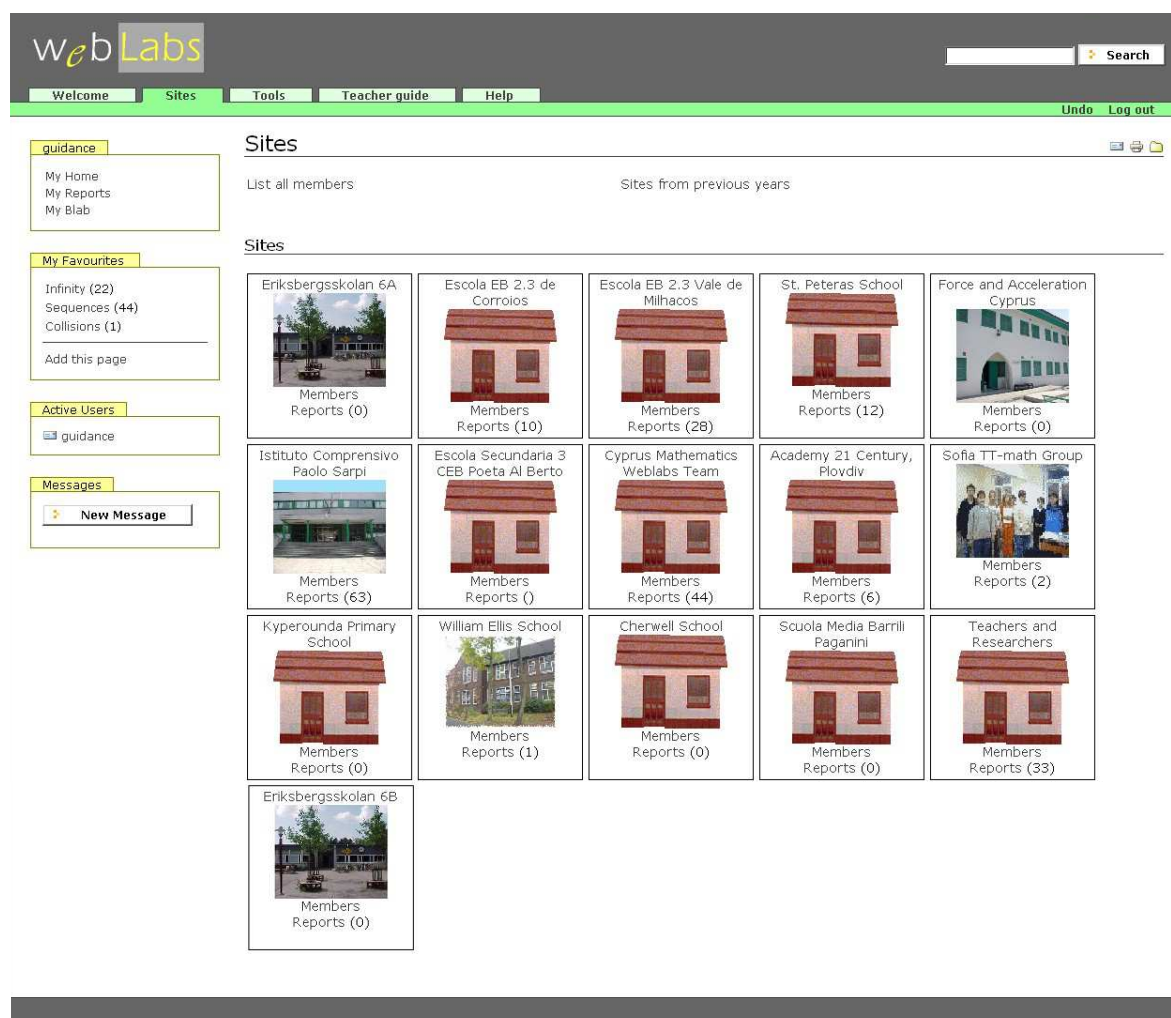 weblabs
Search
Welcome Sites Tools Teacher guide Help
Undo Log out
guidance
My Home
My Reports
My Blab
My Favourites
Infinity (22)
Sequences (44)
Collisions (1)
Add this page
Active Users
guidance
Messages
New Message
Sites
List all members Sites from previous years
Sites
Eriksbergsskolan 6A
Members
Reports (0)
Escola EB 2.3 de
Corroios
Members
Reports (10)
Escola EB 2.3 Vale de
Milhacos
Members
Reports (28)
St. Peteras School
Members
Reports (12)
Force and Acceleration
Cyprus
Members
Reports (0)
Istituto Comprensivo
Paolo Sarpi
Members
Reports (63)
Escola Secundaria 3
CEB Poeta Al Berto
Members
Reports ()
Cyprus Mathematics
Weblabs Team
Members
Reports (44)
Academy 21 Century,
Plovdiv
Members
Reports (6)
Sofia TT-math Group
Members
Reports (2)
Kyperounda Primary
School
Members
Reports (0)
William Ellis School
Members
Reports (1)
Cherwell School
Members
Reports (0)
Scuola Media Barrili
Paganini
Members
Reports (0)
Teachers and
Researchers
Members
Reports (33)
Eriksbergsskolan 6B
Members
Reports (0)